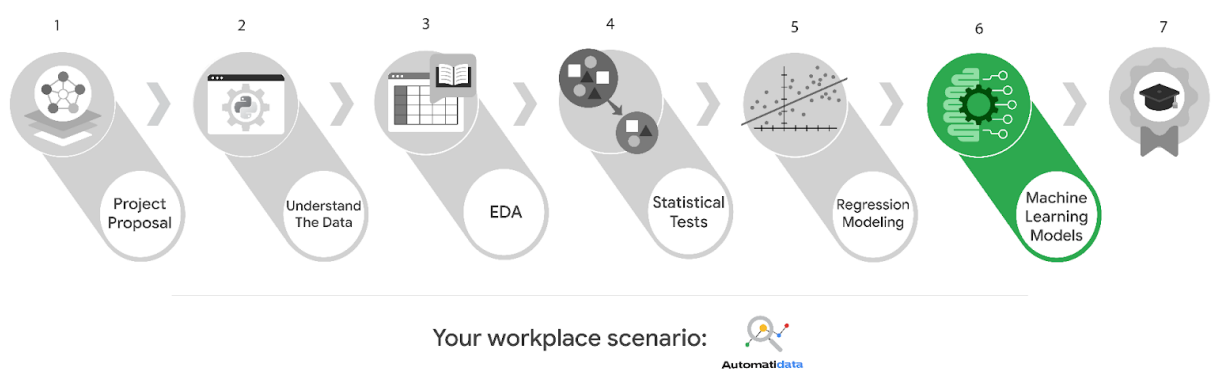 1
2
3
4
5
6
7
Project
Proposal
Understand
The Data
EDA
Statistical
Tests
Regression
Modeling
Machine
Learning
Models
Your workplace scenario:
Automatidata